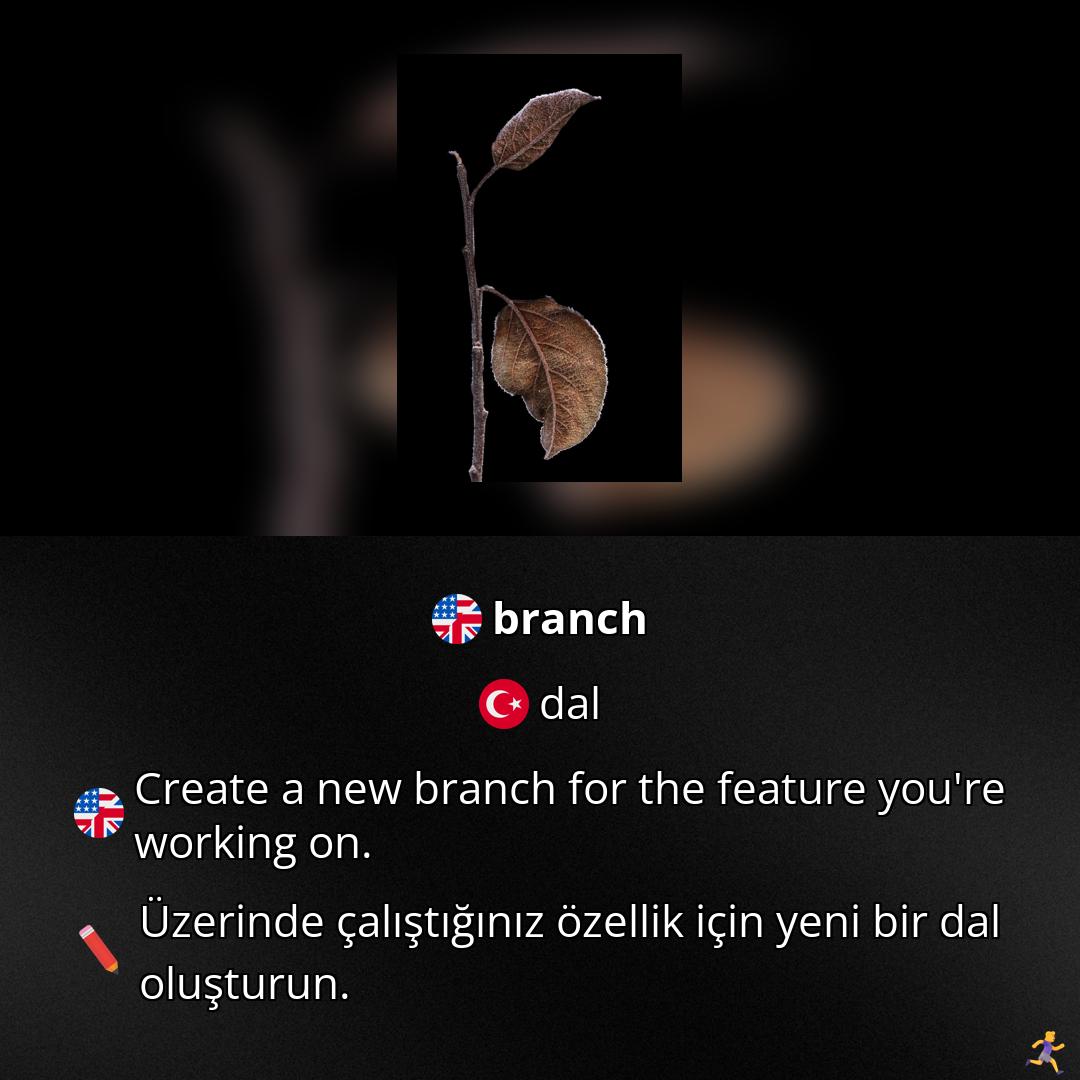 branch
dal
Create a new branch for the feature you're
working on.
Üzerinde çalıştığınız özellik için yeni bir dal
oluşturun.